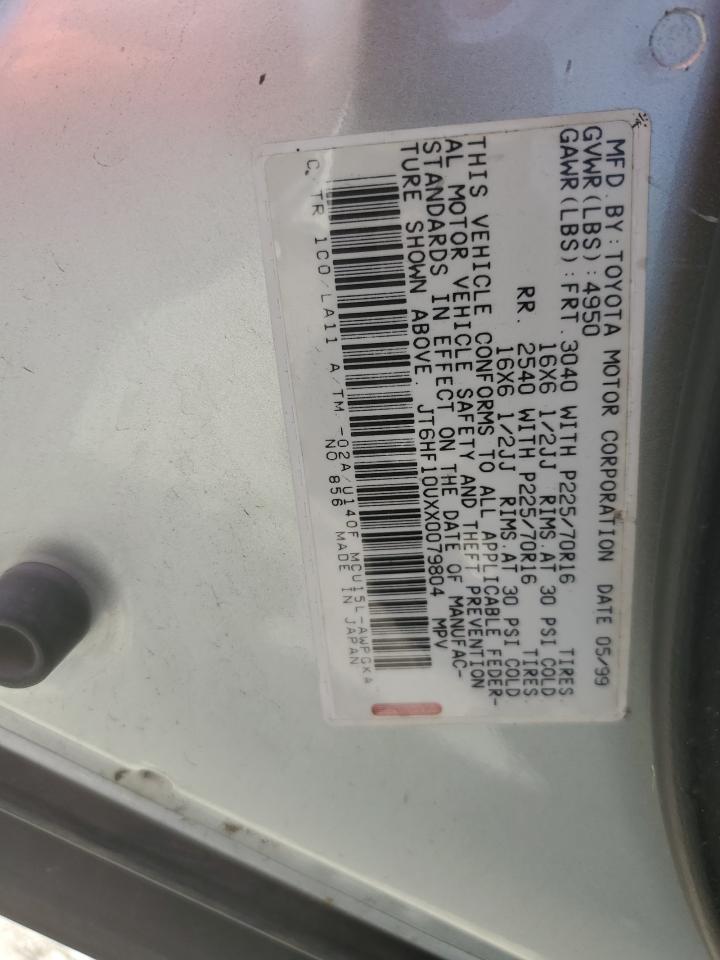 MFD. BY: TOYOTA MOTOR CORPORATION DATE 05/99
GVWR(LBS): 4950
GAWR(LBS): FRT. 3040 WITH P225/70R16 TIRES.
16X6 1/2JJ RIMS.AT 30 PSI COLD
RR. 2540 WITH P225/70R16 TIRES.
16X6 1/2JJ RIMS.AT 30 PSI COLD
THIS VEHICLE CONFORMS TO ALL APPLICABLE FEDER-
AL MOTOR VEHICLE SAFETY AND THEFT PREVENTION
STANDARDS IN EFFECT ON THE DATE OF MANUFAC-
TURE SHOWN ABOVE. JT6HF10UXX0079804 MPV
C/TR 1C0/LA11 A/TM -02A/U140F MCU15L-AWPGKA
NO 856 MADE IN JAPAN